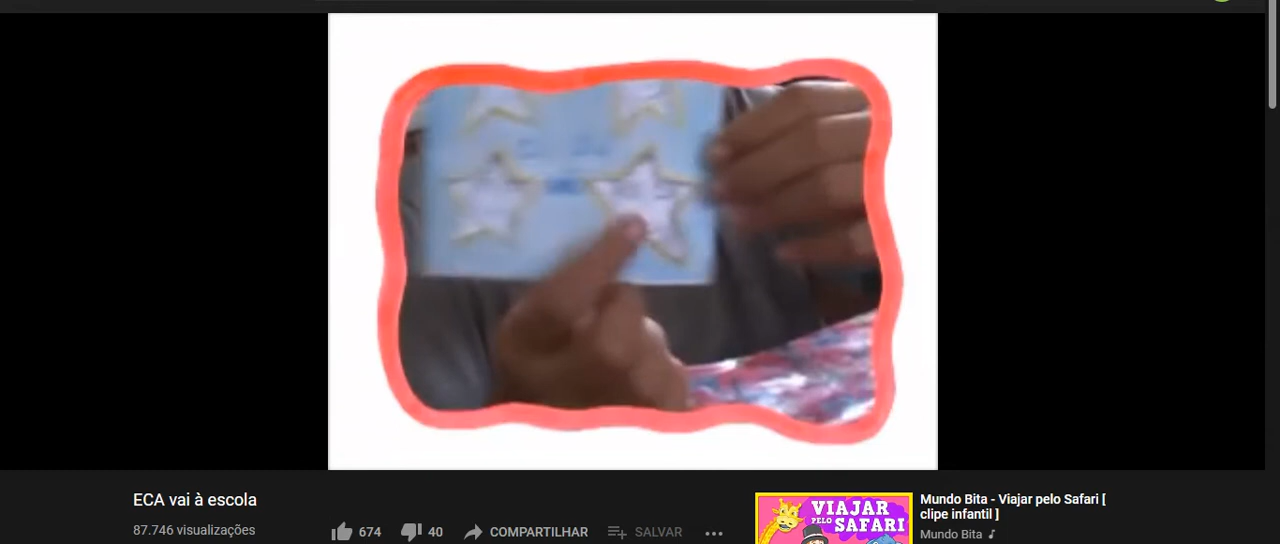 ECA vai à escola
87.746 visualizações
674
40
COMPARTILHAR
SALVAR
VIAJAR
PELO SAFARI
Mundo Bita - Viajar pelo Safari [
clipe infantil ]
Mundo Bita